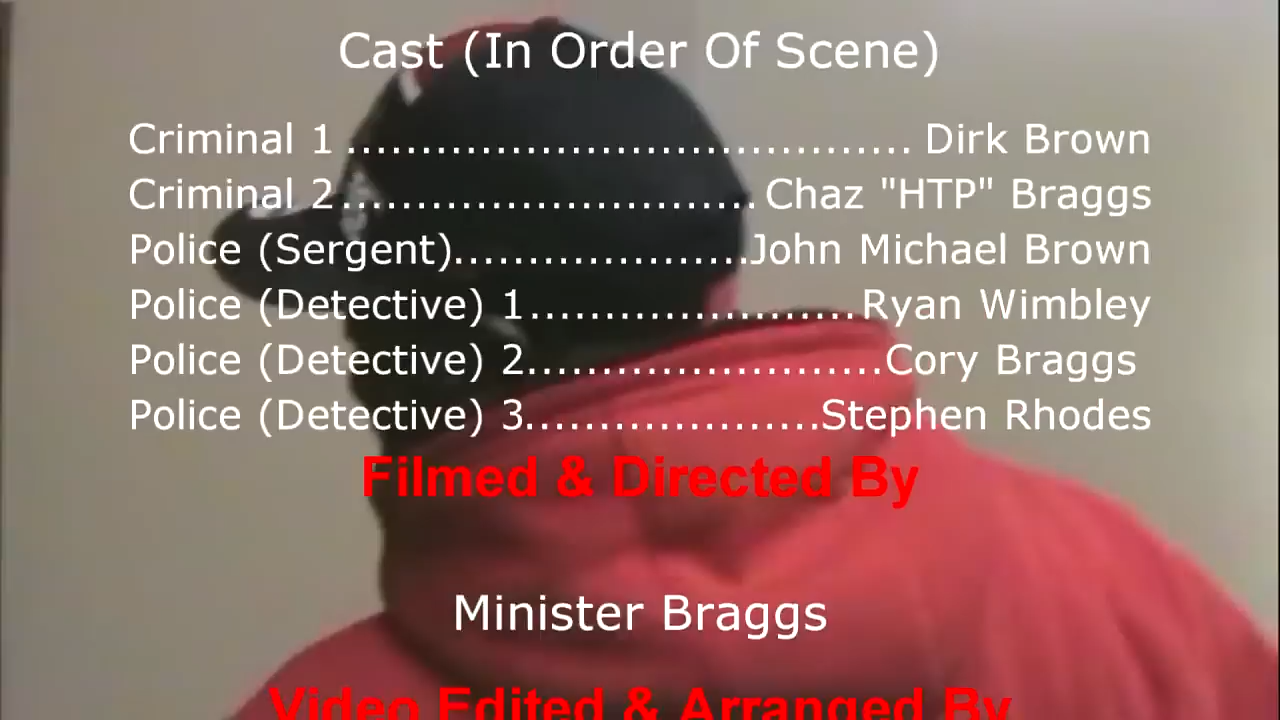 Cast (In Order Of Scene)
Criminal 1 ...................................... Dirk Brown
Criminal 2............................Chaz "HTP" Braggs
Police (Sergent)....................John Michael Brown
Police (Detective) 1......................Ryan Wimbley
Police (Detective) 2........................Cory Braggs
Police (Detective) 3....................Stephen Rhodes
Filmed & Directed By
Minister Braggs
Video Edited & Arranged By